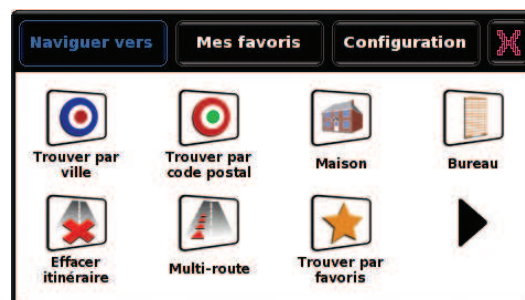 Naviguer vers
Mes favoris
Configuration
Trouver par
ville
Trouver par
code postal
Maison
Bureau
Effacer
itinéraire
Multi-route
Trouver par
favoris